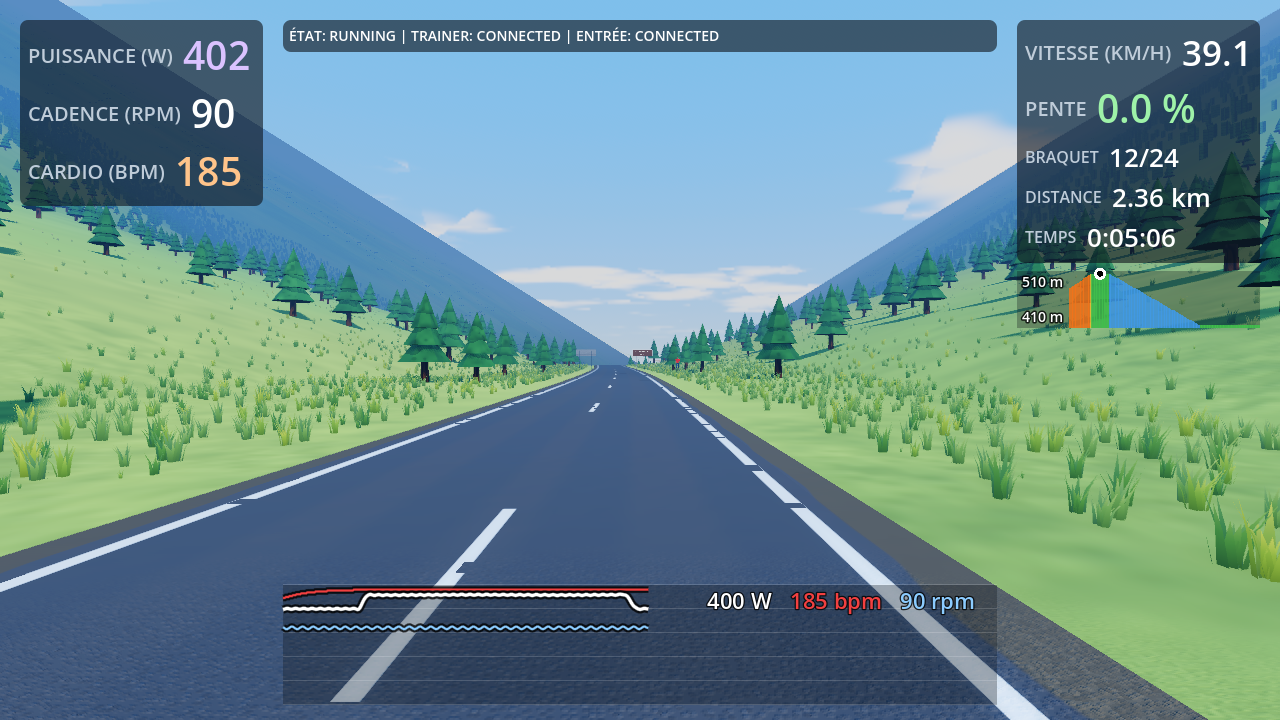 PUISSANCE (W) 402
CADENCE (RPM) 90
CARDIO (BPM) 185
ÉTAT: RUNNING | TRAINER: CONNECTED | ENTRÉE: CONNECTED
VITESSE (KM/H) 39.1
PENTE 0.0 %
BRAQUET 12/24
DISTANCE 2.36 km
TEMPS 0:05:06
510 m
410 m
400 W 185 bpm 90 rpm